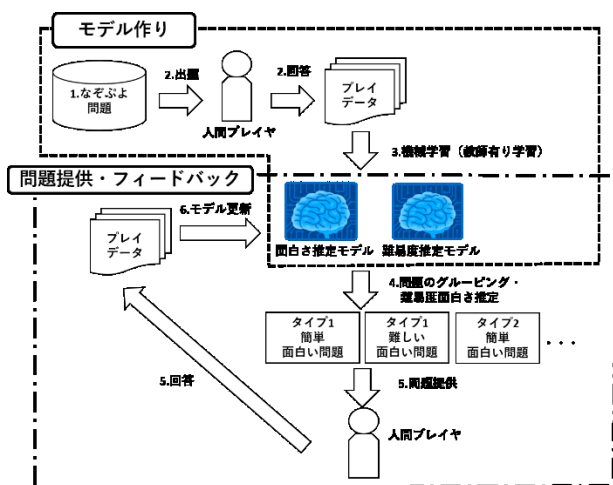 モデル作り
1.なぞぷよ
問題
2.出題
人間プレイヤ
2.回答
プレイ
データ
3.機械学習（教師有り学習）
問題提供・フィードバック
プレイ
データ
6.モデル更新
面白さ推定モデル
難易度推定モデル
4.問題のグルーピング・
難易度面白さ推定
タイプ1
簡単
面白い問題
タイプ1
難しい
面白い問題
タイプ2
簡単
面白い問題
・・・
5.回答
5.問題提供
人間プレイヤ